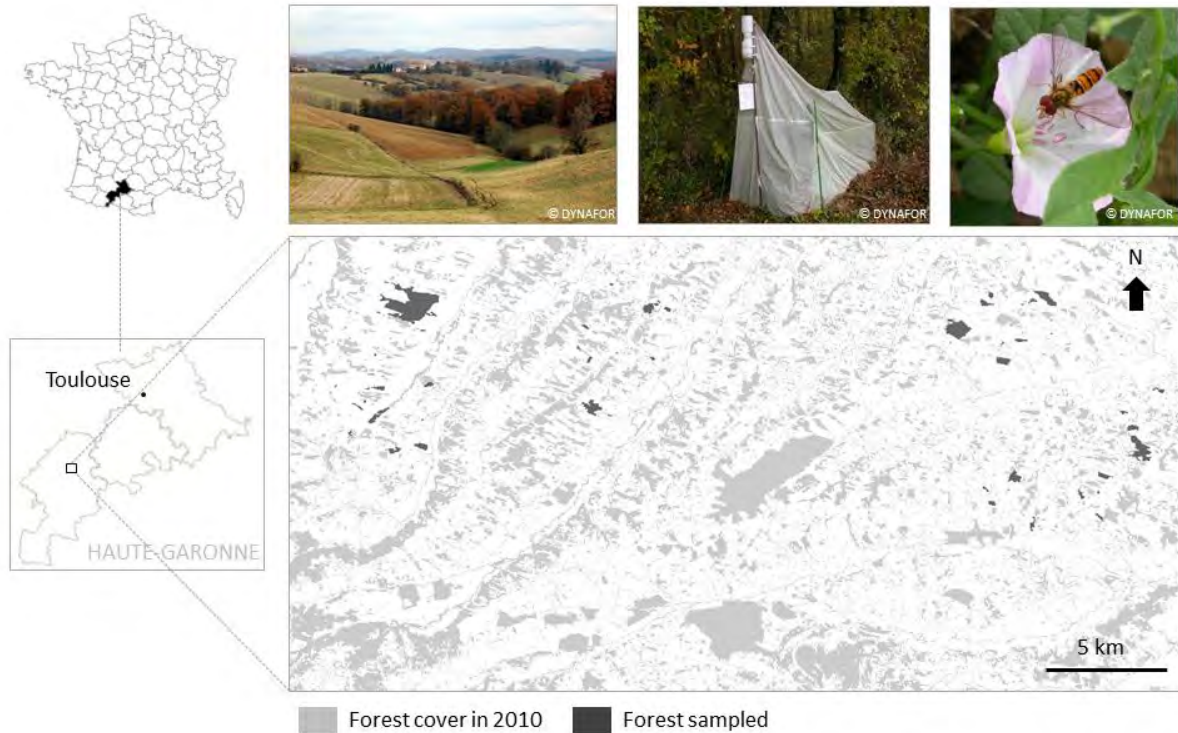 © DYNAFOR
© DYNAFOR
© DYNAFOR
N
Toulouse
HAUTE-GARONNE
5 km
Forest cover in 2010
Forest sampled